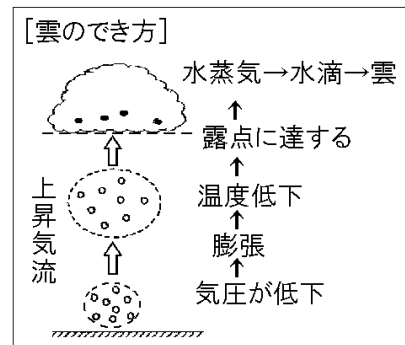 [雲のでき方]
水蒸気→水滴→雲
↑
露点に達する
↑
温度低下
↑
膨張
↑
気圧が低下
上昇気流